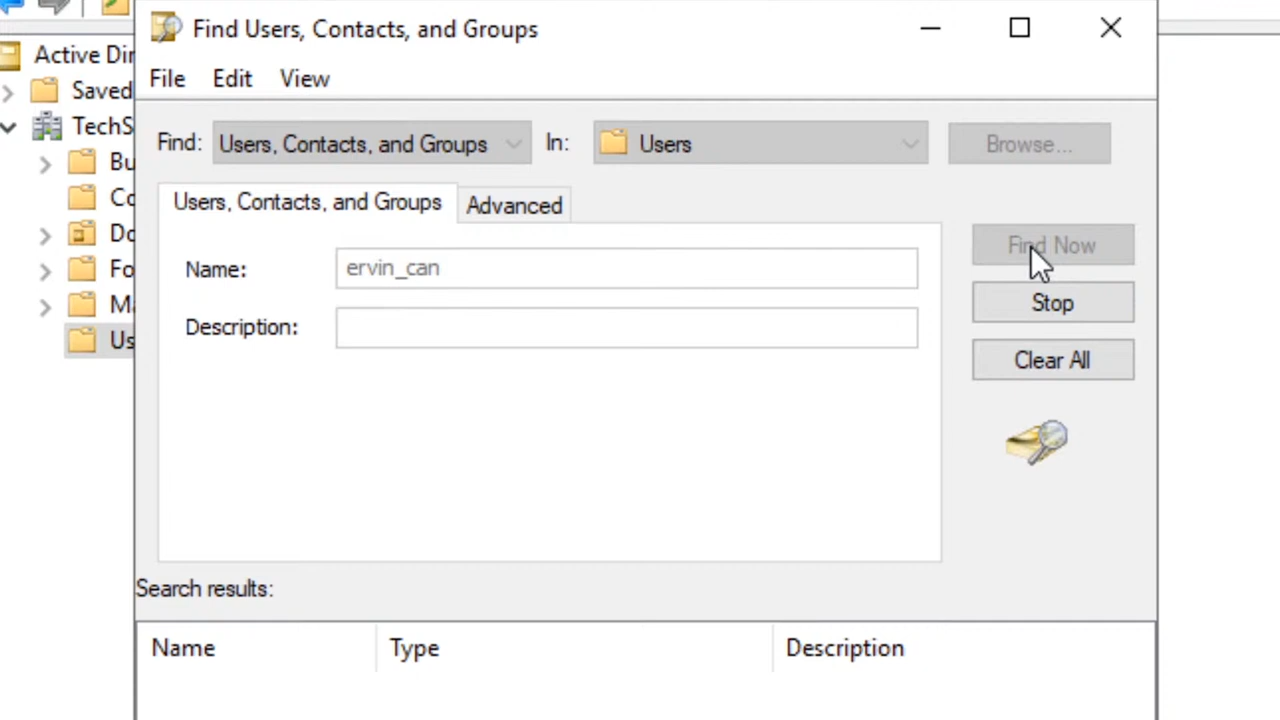 Find Users, Contacts, and Groups
File Edit View
Active Dir
Saved
TechS
Bu
Co
Do
Fo
Ma
Us
Find: Users, Contacts, and Groups In: Users Browse...
Users, Contacts, and Groups Advanced
Name: ervin_can
Description:
Find Now
Stop
Clear All
Search results:
Name Type Description